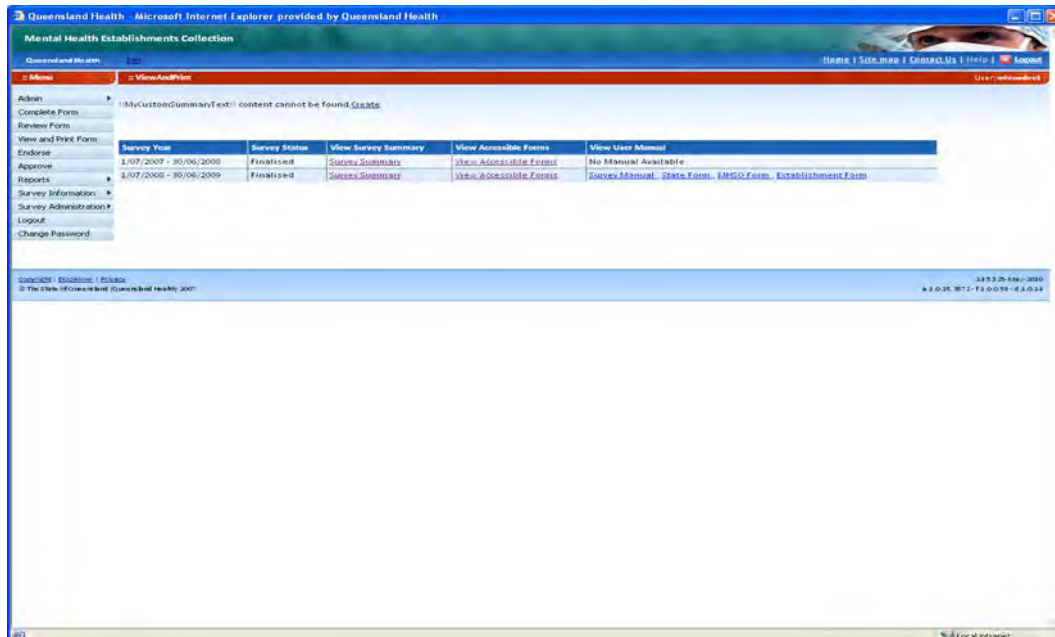 Queensland Health - Microsoft Internet Explorer provided by Queensland Health
Mental Health Establishments Collection
Queensland Health Edit Home | Site map | Contact Us | Help | Logout
:: Menu :: ViewAndPrint User:
Admin
!!MyCustomSummaryText!! content cannot be found.Create
Complete Form
Review Form
View and Print Form
Endorse
Approve
Reports
Survey Information
Survey Administration
Logout
Change Password
Survey Year Survey Status View Survey Summary View Accessible Forms View User Manual
1/07/2007 - 30/06/2008 Finalised Survey Summary View Accessible Forms No Manual Available
1/07/2008 - 30/06/2009 Finalised Survey Summary View Accessible Forms Survey Manual , State Form , MHSO Form , Establishment Form
Copyright | Disclaimer | Privacy
© The State of Queensland (Queensland Health) 2007
Local intranet